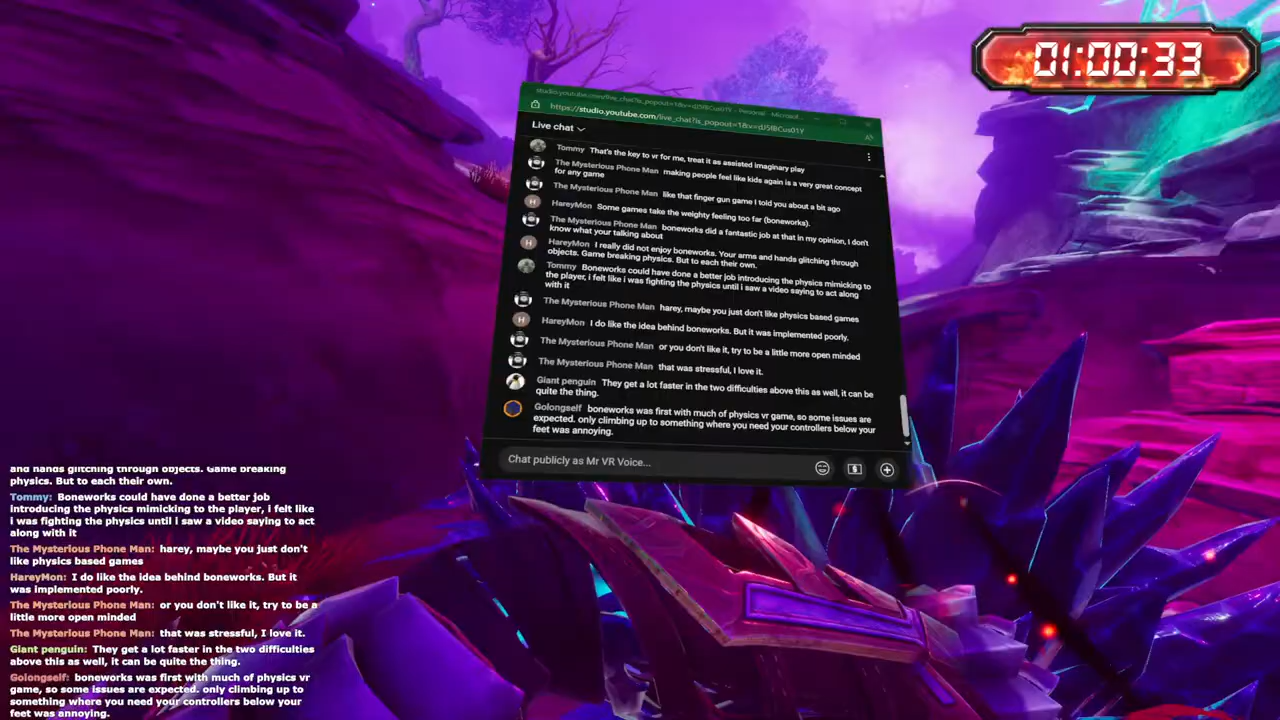 01:00:33
studio.youtube.com/live_chat?is_popout=1&v=dJ5fBCus01Y - Personal - Microsoft...
https://studio.youtube.com/live_chat?is_popout=1&v=dJ5fBCus01Y
Live chat
Tommy That's the key to vr for me, treat it as assisted imaginary play
The Mysterious Phone Man making people feel like kids again is a very great concept
for any game
The Mysterious Phone Man like that finger gun game I told you about a bit ago
HareyMon Some games take the weighty feeling too far (boneworks).
The Mysterious Phone Man boneworks did a fantastic job at that in my opinion, I don't
know what your talking about
HareyMon I really did not enjoy boneworks. Your arms and hands glitching through
objects. Game breaking physics. But to each their own.
Tommy Boneworks could have done a better job introducing the physics mimicking to
the player, i felt like i was fighting the physics until i saw a video saying to act along
with it
The Mysterious Phone Man harey, maybe you just don't like physics based games
HareyMon I do like the idea behind boneworks. But it was implemented poorly.
The Mysterious Phone Man or you don't like it, try to be a little more open minded
The Mysterious Phone Man that was stressful, I love it.
Giant penguin They get a lot faster in the two difficulties above this as well, it can be
quite the thing.
Golongself boneworks was first with much of physics vr game, so some issues are
expected. only climbing up to something where you need your controllers below your
feet was annoying.
Chat publicly as Mr VR Voice...
and hands glitching through objects. Game breaking
physics. But to each their own.
Tommy: Boneworks could have done a better job
introducing the physics mimicking to the player, i felt like
i was fighting the physics until i saw a video saying to act
along with it
The Mysterious Phone Man: harey, maybe you just don't
like physics based games
HareyMon: I do like the idea behind boneworks. But it
was implemented poorly.
The Mysterious Phone Man: or you don't like it, try to be a
little more open minded
The Mysterious Phone Man: that was stressful, I love it.
Giant penguin: They get a lot faster in the two difficulties
above this as well, it can be quite the thing.
Golongself: boneworks was first with much of physics vr
game, so some issues are expected. only climbing up to
something where you need your controllers below your
feet was annoying.